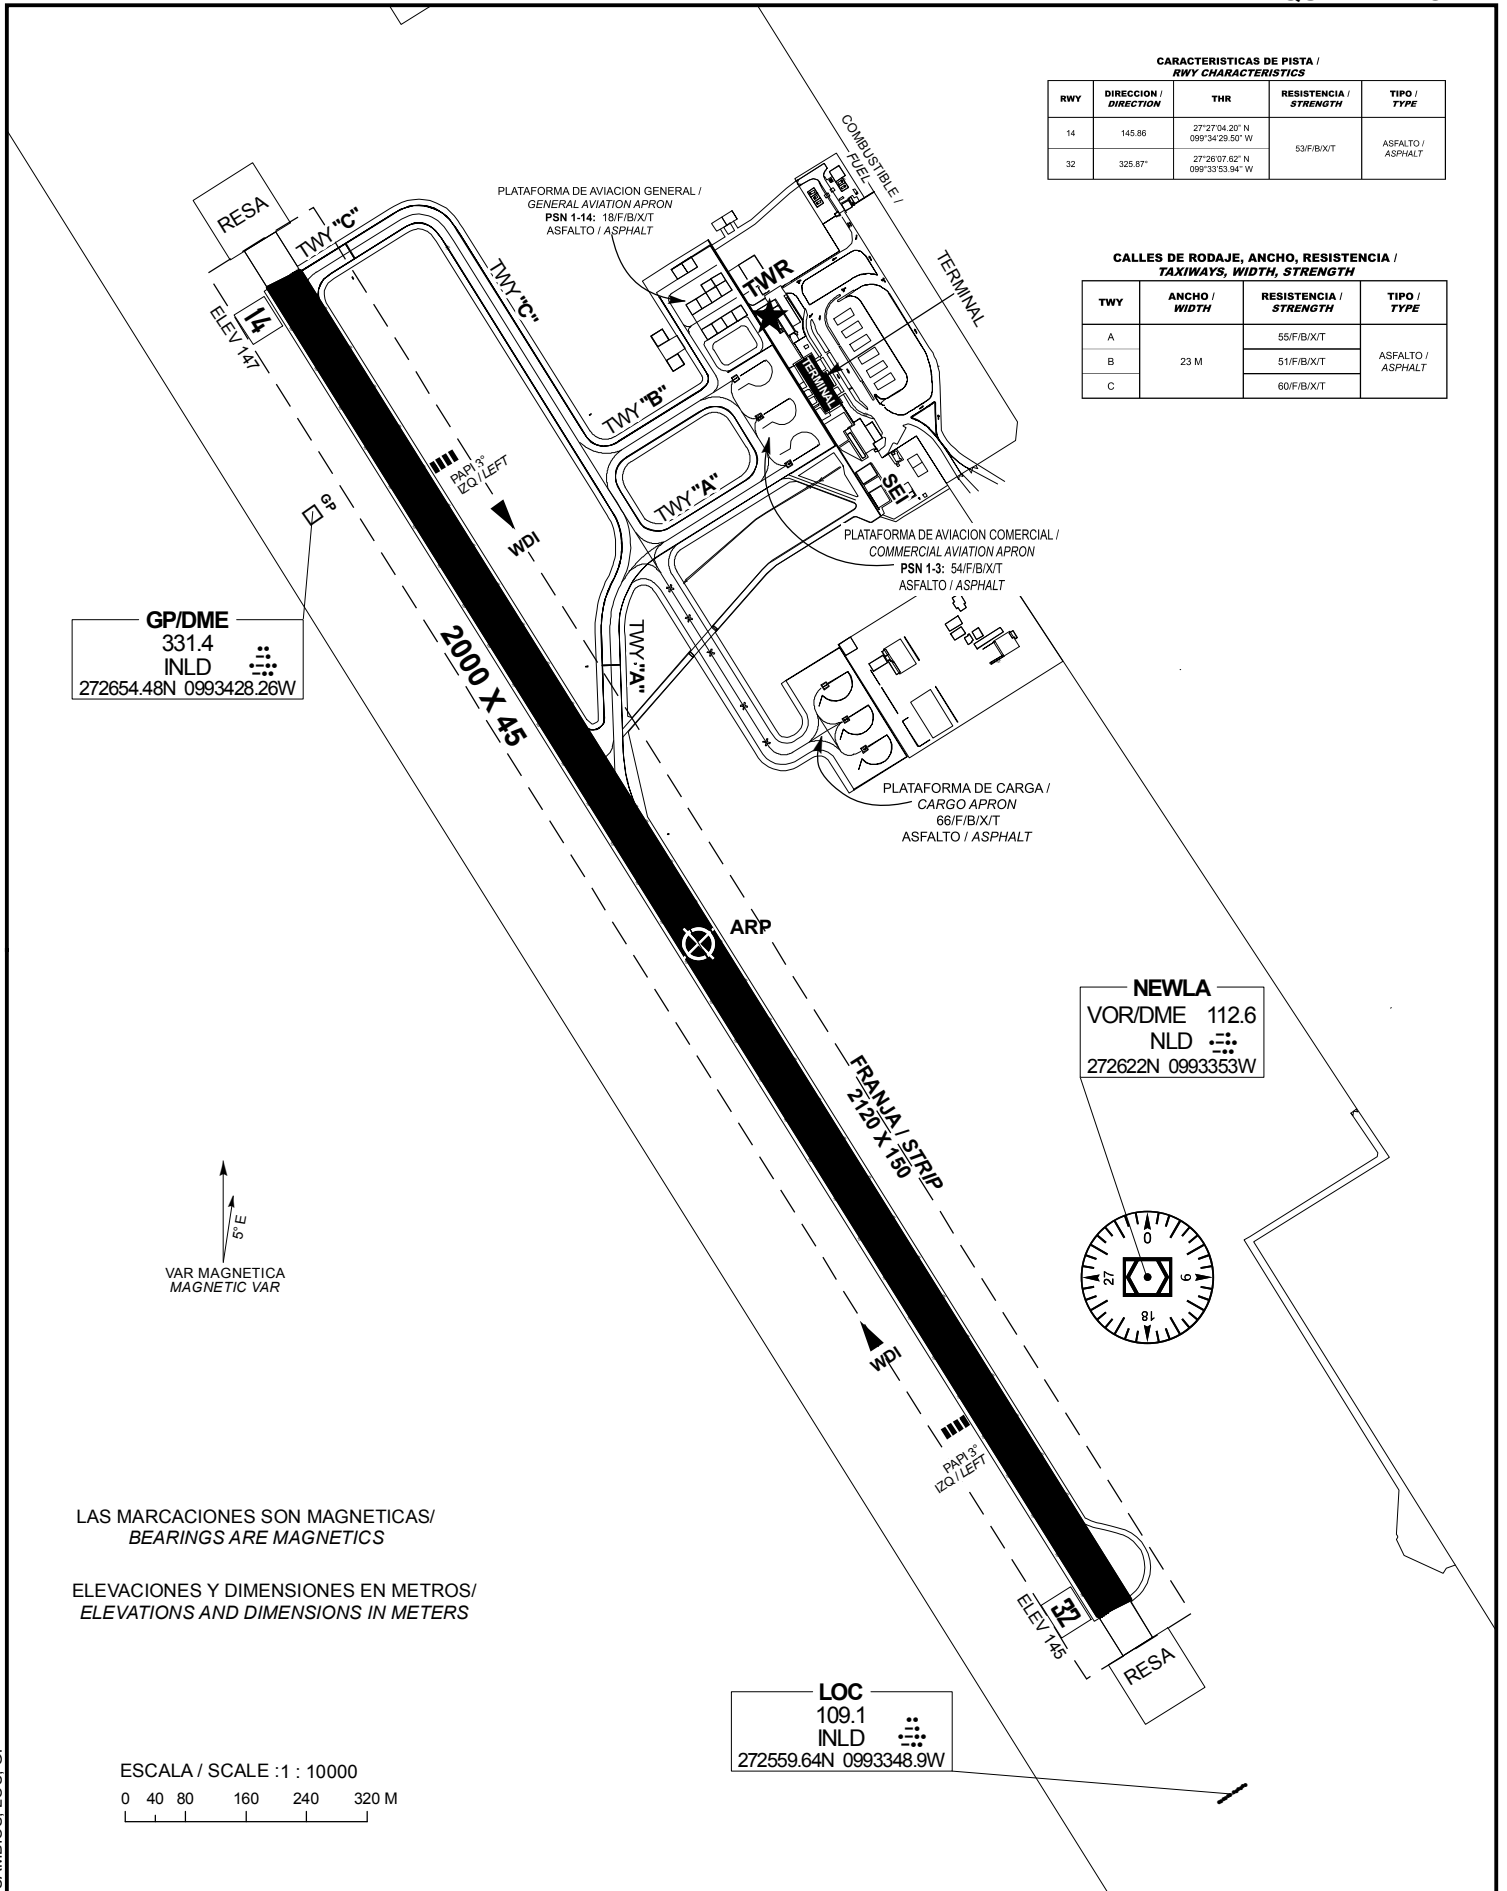 CARACTERISTICAS DE PISTA /
RWY CHARACTERISTICS
RWY DIRECCION / DIRECTION THR RESISTENCIA / STRENGTH TIPO / TYPE
14 145.86 27°27'04.20" N 099°34'29.50" W 53/F/B/X/T ASFALTO / ASPHALT
32 325.87° 27°26'07.62" N 099°33'53.94" W
CALLES DE RODAJE, ANCHO, RESISTENCIA /
TAXIWAYS, WIDTH, STRENGTH
TWY ANCHO / WIDTH RESISTENCIA / STRENGTH TIPO / TYPE
A 23 M 55/F/B/X/T ASFALTO / ASPHALT
B 51/F/B/X/T
C 60/F/B/X/T
COMBUSTIBLE /
FUEL
PLATAFORMA DE AVIACION GENERAL /
GENERAL AVIATION APRON
PSN 1-14: 18/F/B/X/T
ASFALTO / ASPHALT
RESA
TWY "C"
TWY "C"
TWR
TERMINAL
TERMINAL
14
ELEV 147
TWY "B"
PAPI 3°
IZQ / LEFT
TWY "A"
SEI
GP
WDI
PLATAFORMA DE AVIACION COMERCIAL /
COMMERCIAL AVIATION APRON
PSN 1-3: 54/F/B/X/T
ASFALTO / ASPHALT
GP/DME
331.4
INLD
272654.48N 0993428.26W
2000 X 45
TWY "A"
PLATAFORMA DE CARGA /
CARGO APRON
66/F/B/X/T
ASFALTO / ASPHALT
ARP
NEWLA
VOR/DME 112.6
NLD
272622N 0993353W
FRANJA / STRIP
2120 X 150
0
9
18
27
5° E
VAR MAGNETICA
MAGNETIC VAR
WDI
PAPI 3°
IZQ / LEFT
LAS MARCACIONES SON MAGNETICAS/
BEARINGS ARE MAGNETICS
ELEVACIONES Y DIMENSIONES EN METROS/
ELEVATIONS AND DIMENSIONS IN METERS
32
ELEV 145
RESA
LOC
109.1
INLD
272559.64N 0993348.9W
ESCALA / SCALE :1 : 10000
0 40 80 160 240 320 M